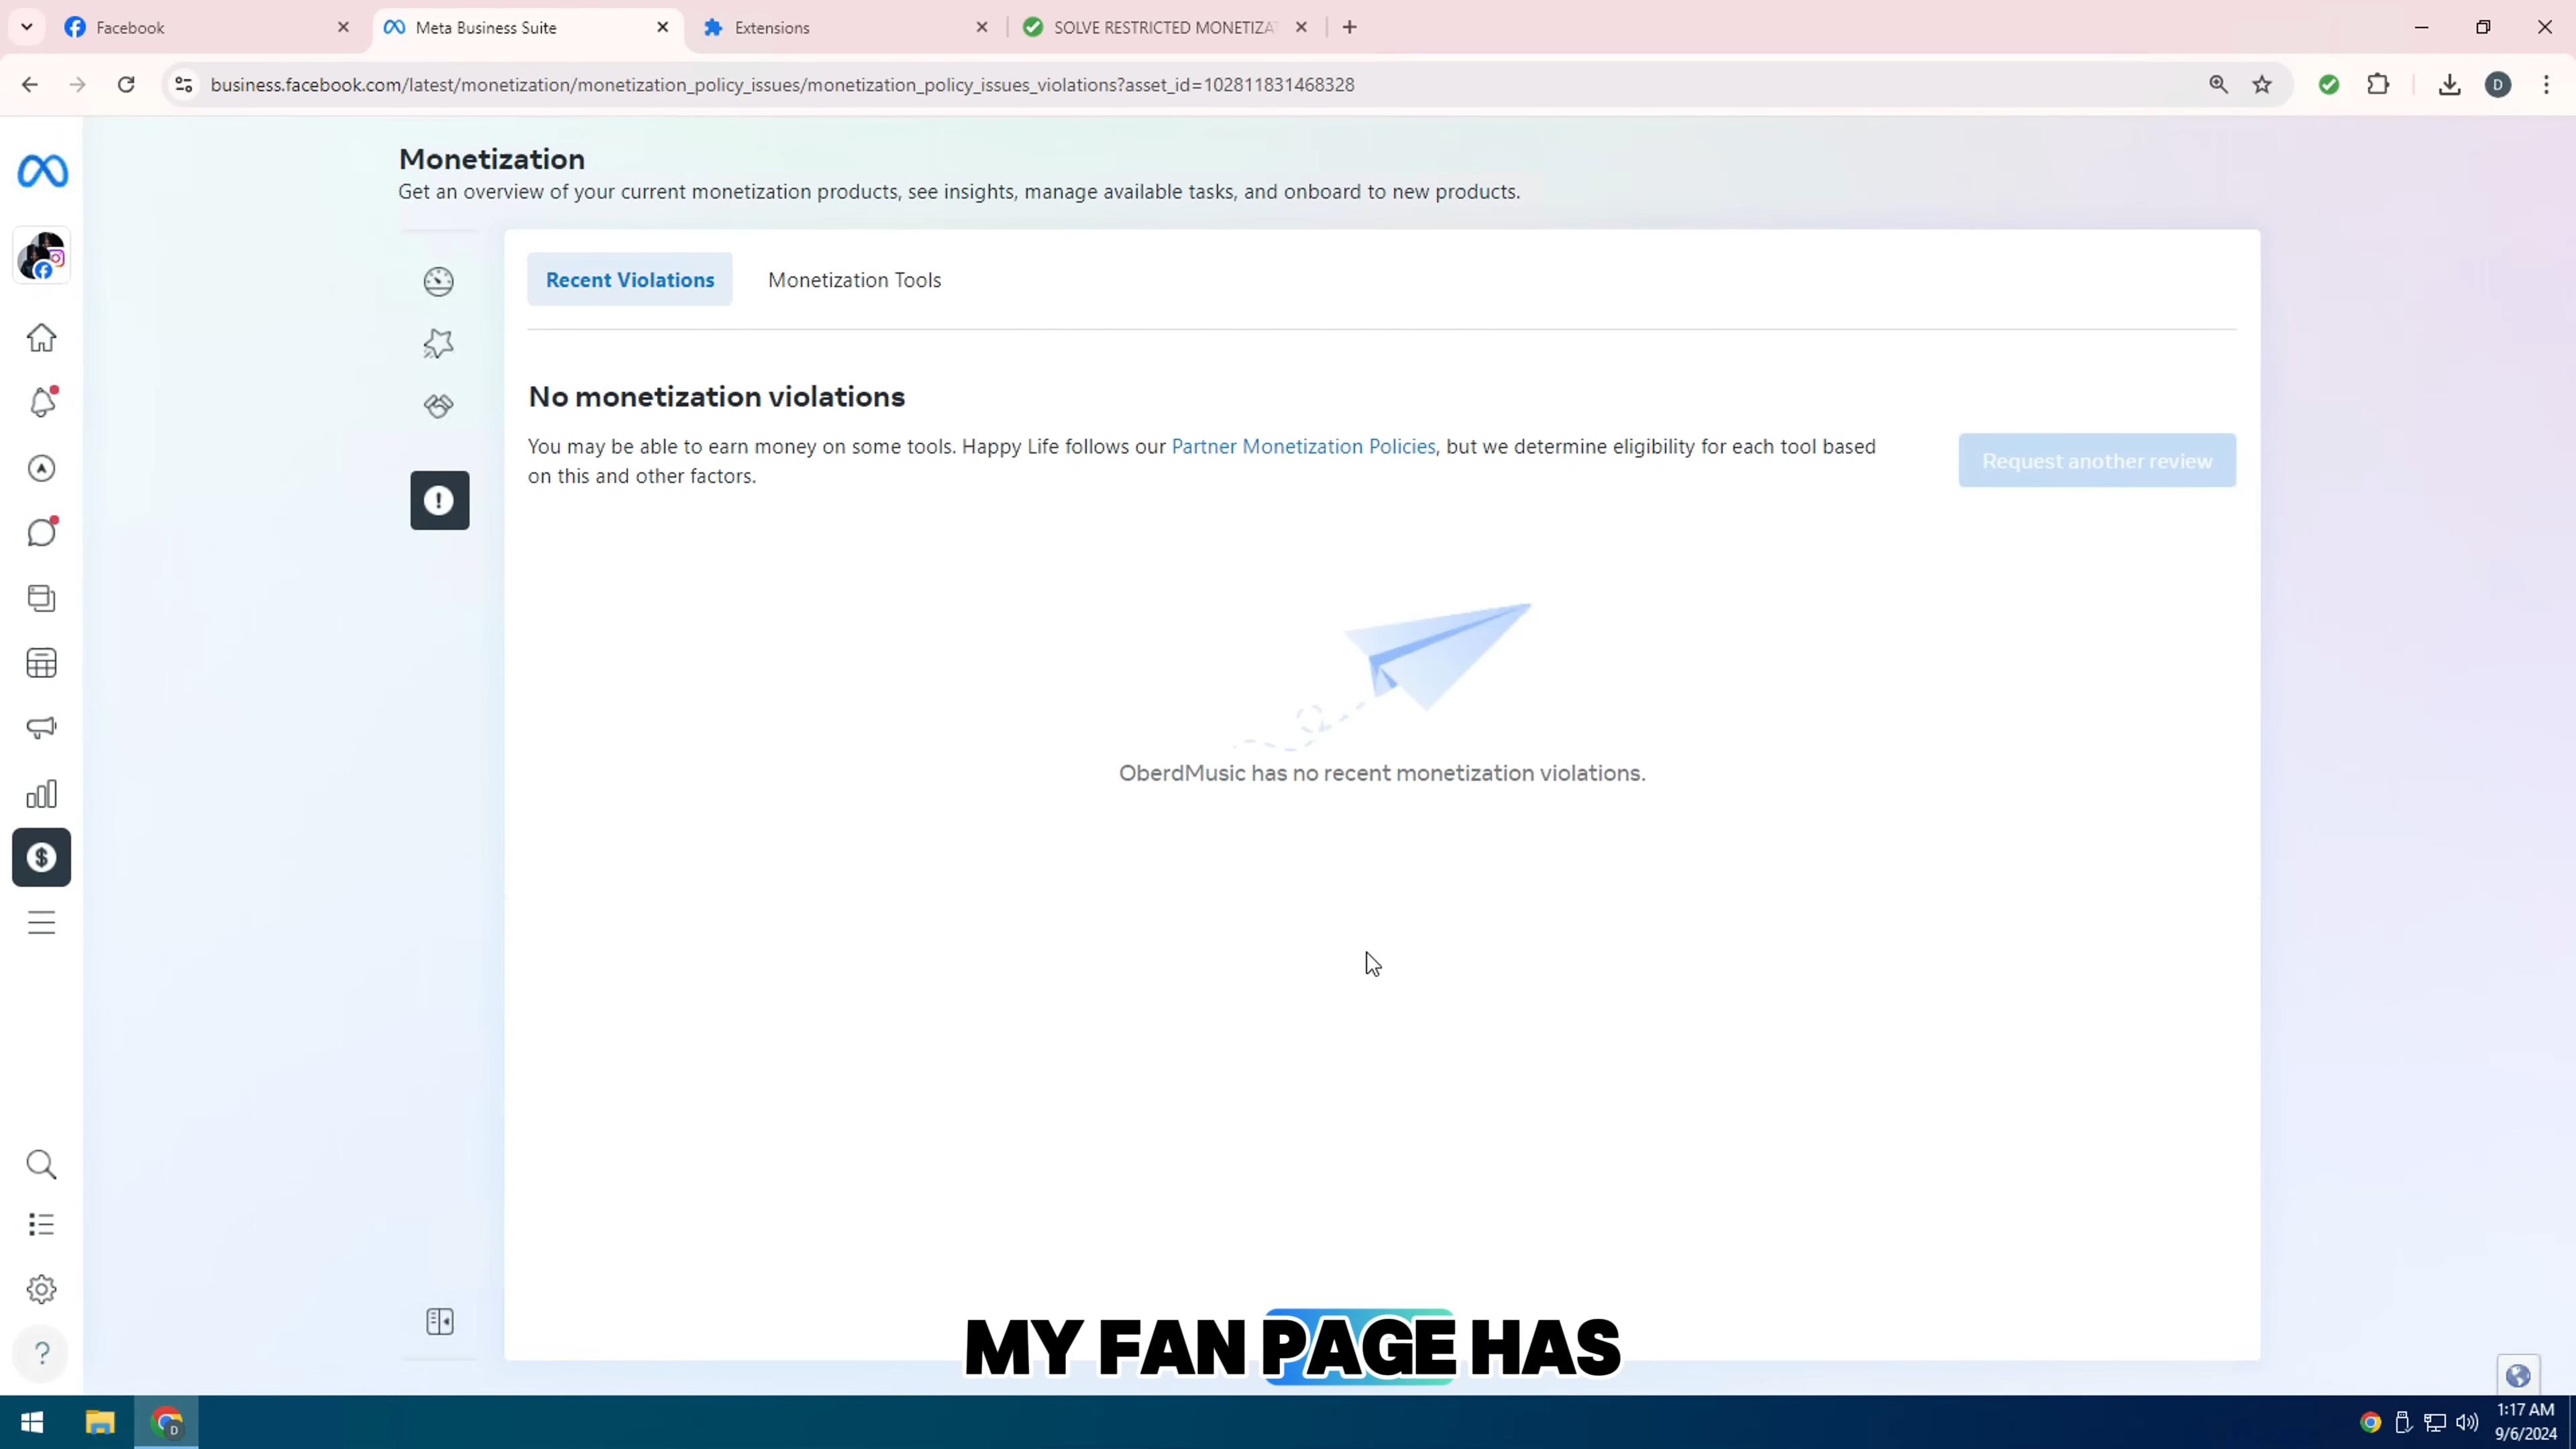 Facebook
Meta Business Suite
Extensions
SOLVE RESTRICTED MONETIZAT
business.facebook.com/latest/monetization/monetization_policy_issues/monetization_policy_issues_violations?asset_id=102811831468328
D
Monetization
Get an overview of your current monetization products, see insights, manage available tasks, and onboard to new products.
Recent Violations
Monetization Tools
No monetization violations
You may be able to earn money on some tools. Happy Life follows our Partner Monetization Policies, but we determine eligibility for each tool based
on this and other factors.
Request another review
OberdMusic has no recent monetization violations.
MY FAN PAGE HAS
D
1:17 AM
9/6/2024